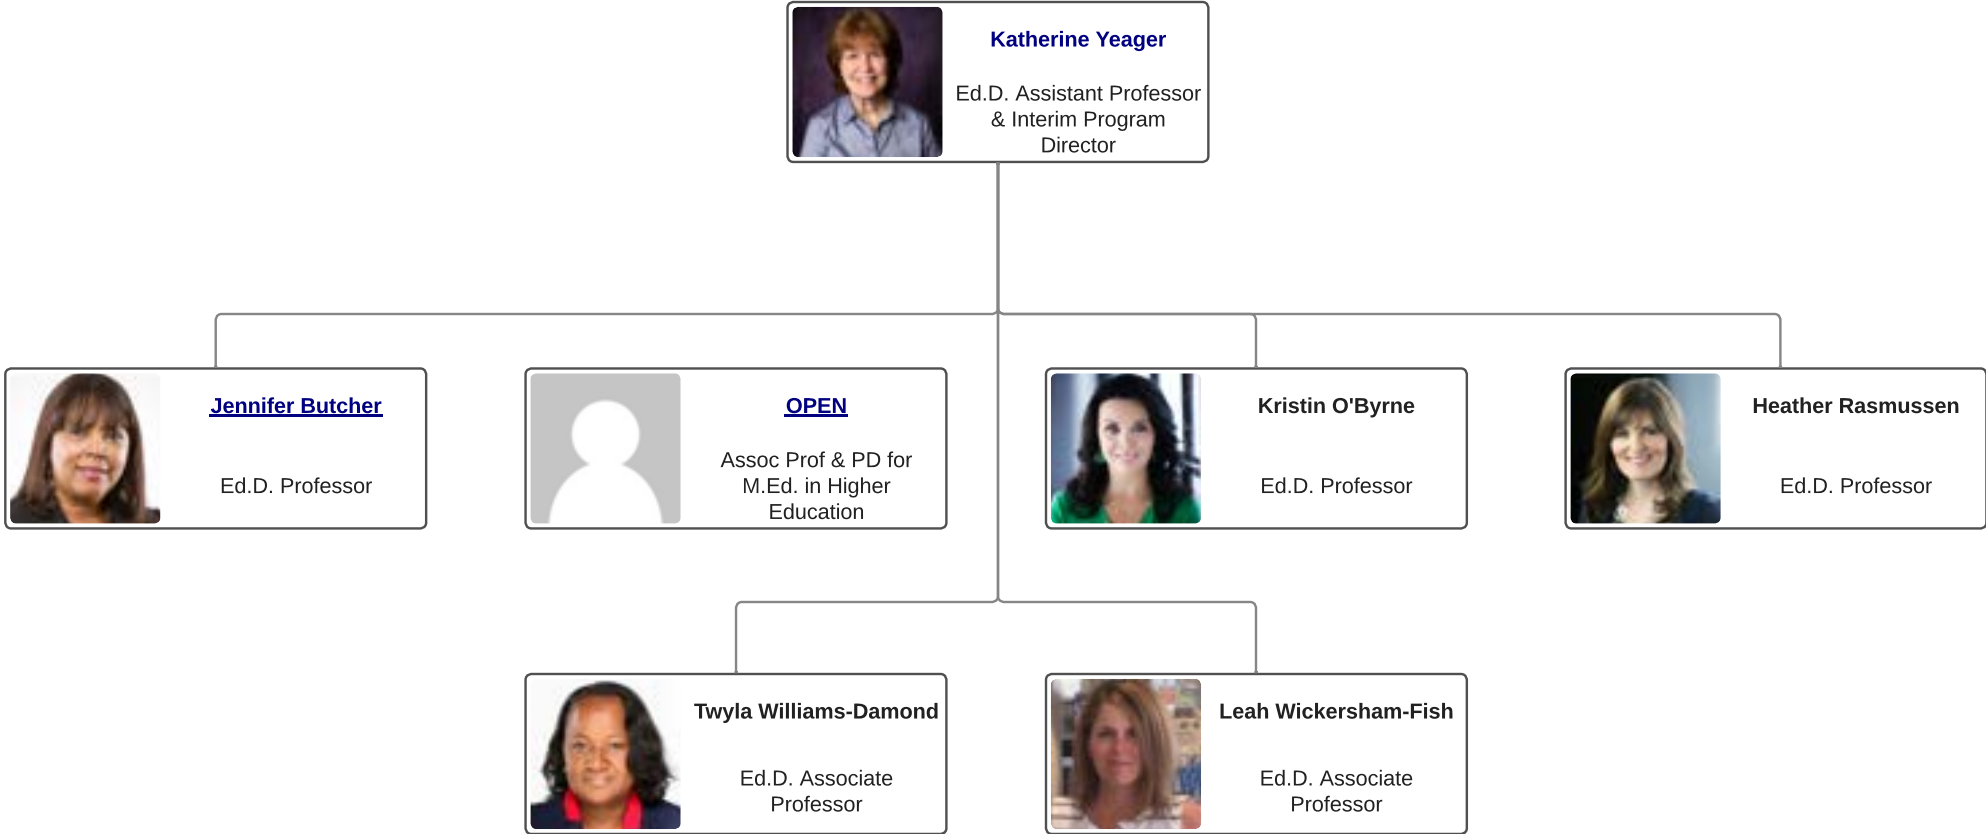 Katherine Yeager
Ed.D. Assistant Professor
& Interim Program
Director
Jennifer Butcher
Ed.D. Professor
OPEN
Assoc Prof & PD for
M.Ed. in Higher
Education
Kristin O'Byrne
Ed.D. Professor
Heather Rasmussen
Ed.D. Professor
Twyla Williams-Damond
Ed.D. Associate
Professor
Leah Wickersham-Fish
Ed.D. Associate
Professor